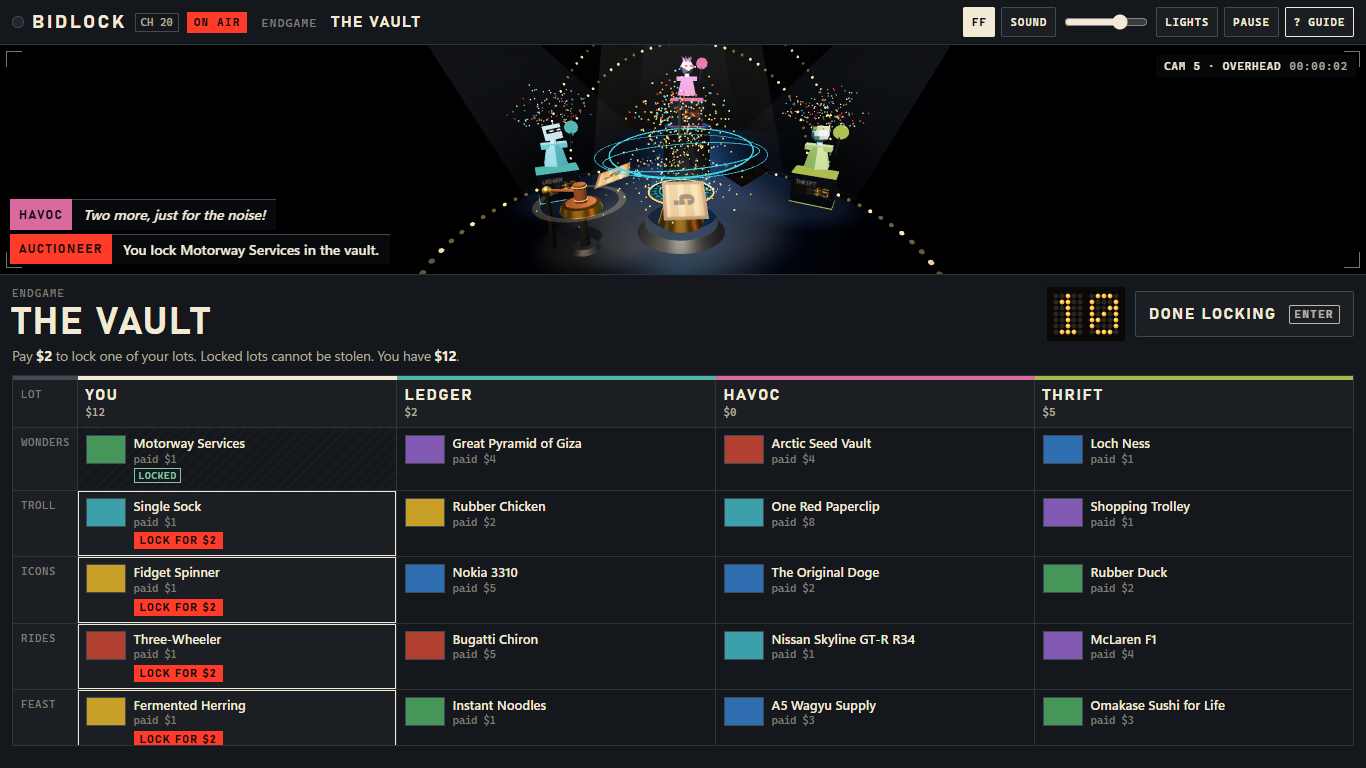 BIDLOCK CH 20 ON AIR ENDGAME THE VAULT FF SOUND LIGHTS PAUSE ? GUIDE
CAM 5 · OVERHEAD 00:00:02
THRIFT
$5
HAVOC Two more, just for the noise!
AUCTIONEER You lock Motorway Services in the vault.
ENDGAME
THE VAULT
10 DONE LOCKING ENTER
Pay $2 to lock one of your lots. Locked lots cannot be stolen. You have $12.
LOT YOU LEDGER HAVOC THRIFT
$12 $2 $0 $5
WONDERS Motorway Services Great Pyramid of Giza Arctic Seed Vault Loch Ness
paid $1 paid $4 paid $4 paid $1
LOCKED
TROLL Single Sock Rubber Chicken One Red Paperclip Shopping Trolley
paid $1 paid $2 paid $8 paid $1
LOCK FOR $2
ICONS Fidget Spinner Nokia 3310 The Original Doge Rubber Duck
paid $1 paid $5 paid $2 paid $2
LOCK FOR $2
RIDES Three-Wheeler Bugatti Chiron Nissan Skyline GT-R R34 McLaren F1
paid $1 paid $5 paid $1 paid $4
LOCK FOR $2
FEAST Fermented Herring Instant Noodles A5 Wagyu Supply Omakase Sushi for Life
paid $1 paid $1 paid $3 paid $3
LOCK FOR $2